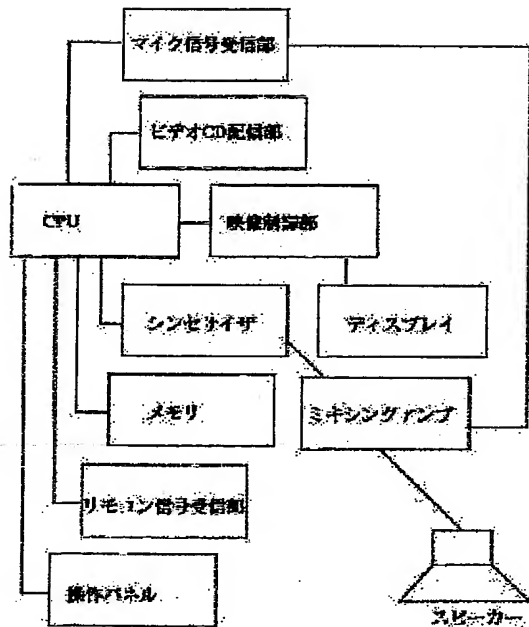 マイク信号受信部
ビデオCD配信部
CPU
映像制御部
シンセサイザ
ディスプレイ
メモリ
ミキシングアンプ
リモコン信号受信部
操作パネル
スピーカー